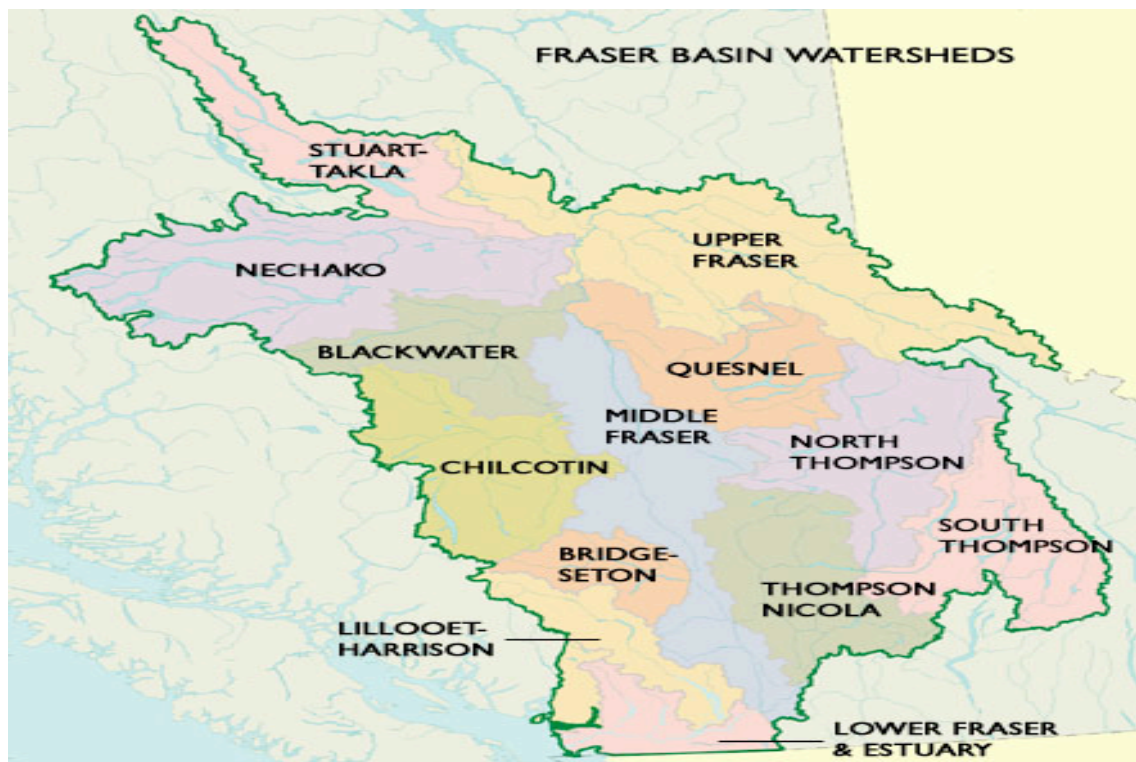 FRASER BASIN WATERSHEDS
STUART-
TAKLA
UPPER
FRASER
NECHAKO
BLACKWATER
QUESNEL
MIDDLE
FRASER
NORTH
THOMPSON
CHILCOTIN
SOUTH
THOMPSON
BRIDGE-
SETON
THOMPSON
NICOLA
LILLOOET-
HARRISON
LOWER FRASER
& ESTUARY